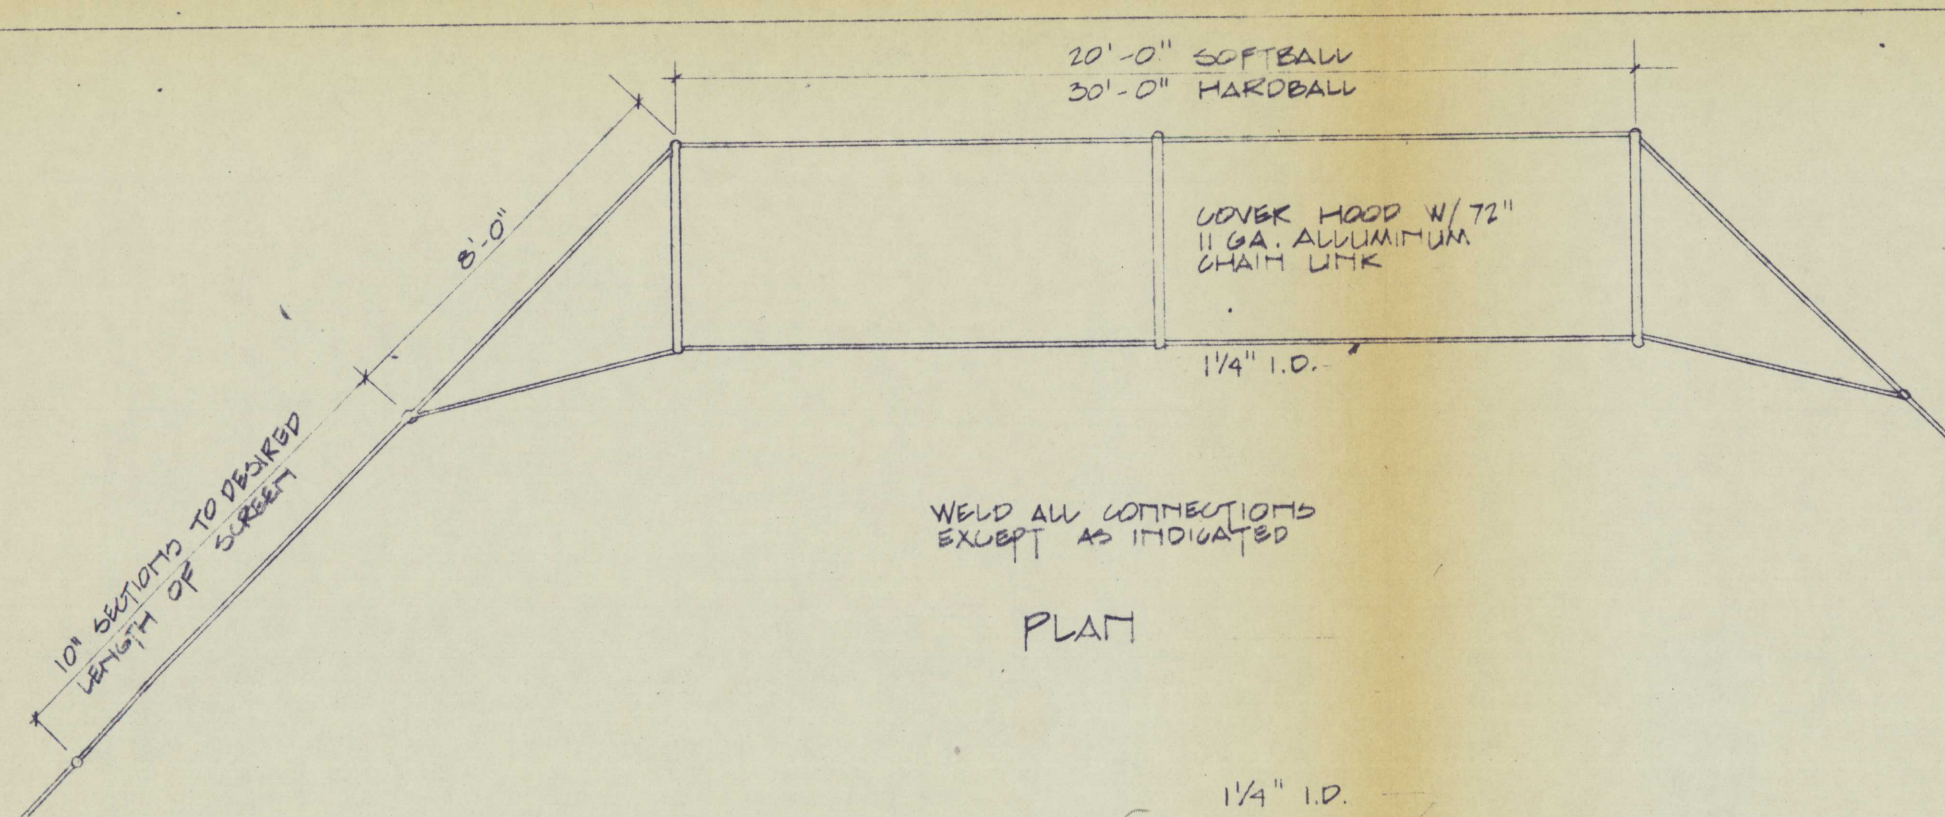 20'-0" SOFTBALL
30'-0" HARDBALL
8'-0"
COVER HOOD W/ 72"
11 GA. ALLUMINUM
CHAIN LINK
1 1/4" I.D.
10" SECTIONS TO DESIRED
LENGTH OF SCREEN
WELD ALL CONNECTIONS
EXCEPT AS INDICATED
PLAN
1 1/4" I.D.